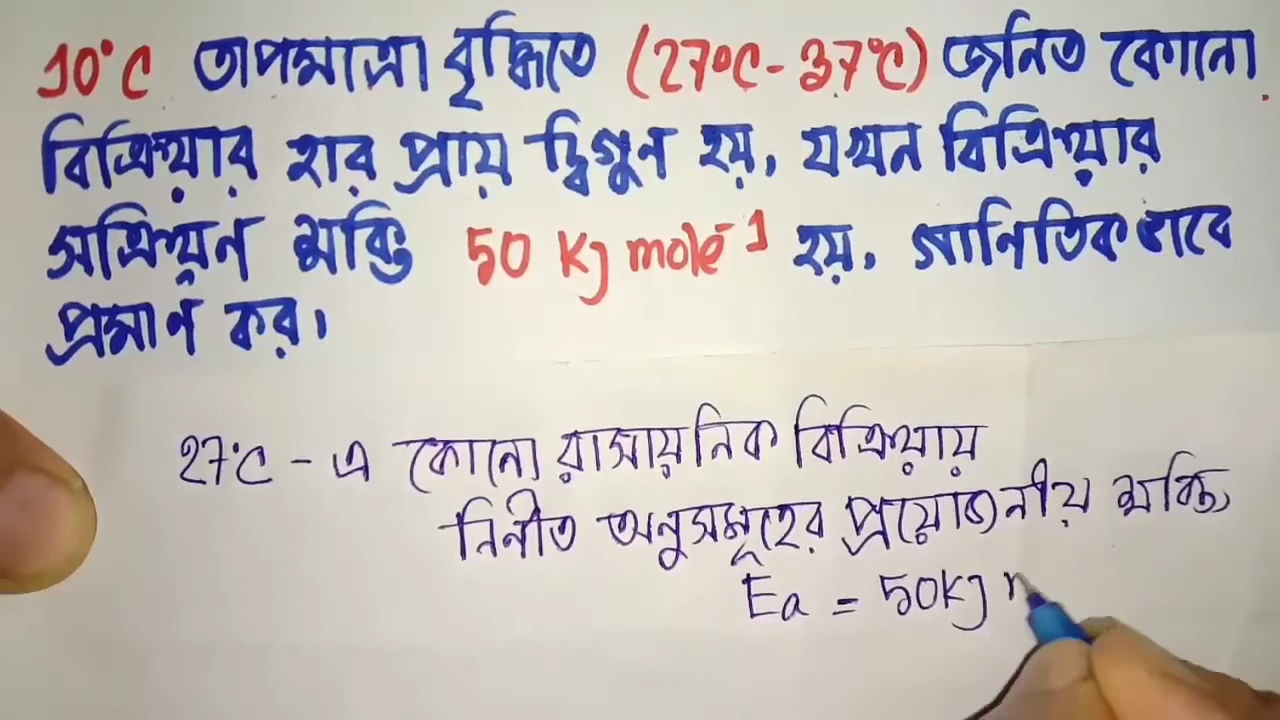 10°C তাপমাত্রা বৃদ্ধিতে (27°C - 37°C) জনিত কোনো
বিক্রিয়ার হার প্রায় দ্বিগুন হয়, যখন বিক্রিয়ার
সক্রিয়ন শক্তি 50 KJ mole⁻¹ হয়, গানিতিক ভাবে
প্রমাণ কর।
27°C - এ কোনো রাসায়নিক বিক্রিয়ায়
নির্নীত অনুসমূহের প্রয়োজনীয় শক্তি,
Ea = 50KJ